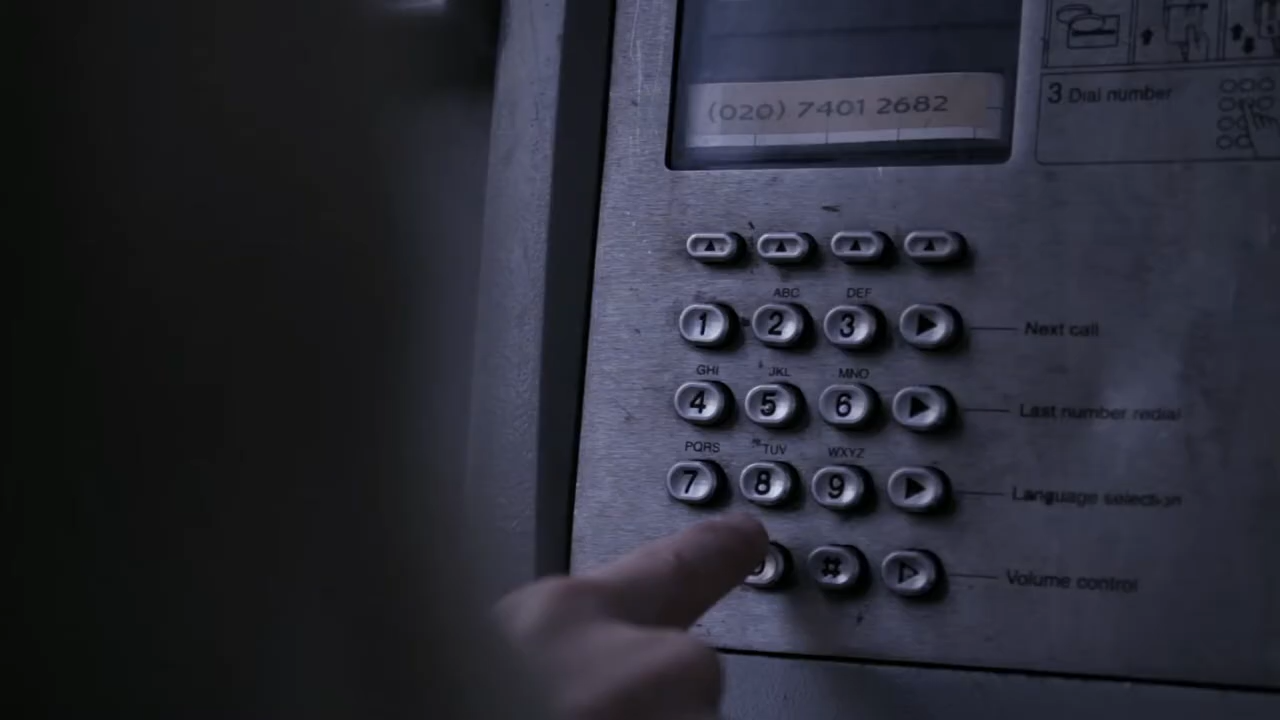 (020) 7401 2682
3 Dial number
ABC DEF
1 2 3 Next call
GHI JKL MNO
4 5 6 Last number redial
PQRS TUV WXYZ
7 8 9 Language selection
# Volume control